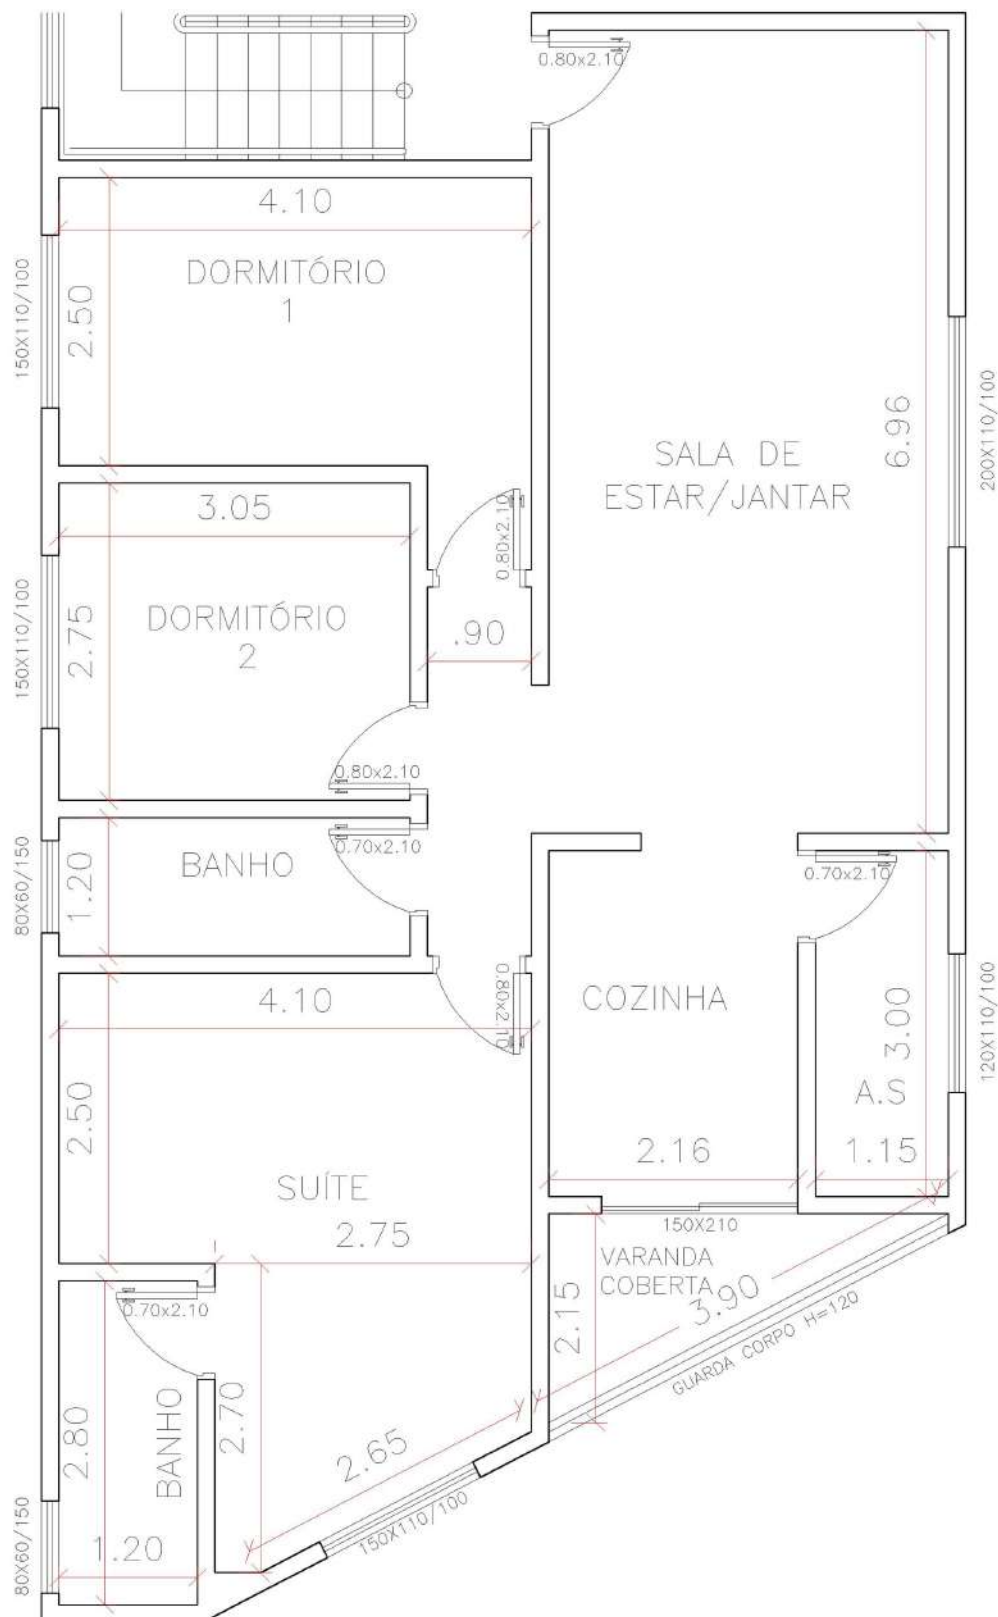 0.80x2.10
4.10
DORMITÓRIO
1
2.50
150X110/100
200X110/100
6.96
SALA DE
ESTAR/JANTAR
0.80x2.10
3.05
DORMITÓRIO
2
2.75
150X110/100
.90
0.80x2.10
0.70x2.10
BANHO
1.20
80X60/150
0.70x2.10
0.80x2.10
4.10
COZINHA
3.00
A.S
120X110/100
2.50
SUÍTE
2.75
2.16
1.15
150X210
VARANDA
COBERTA
2.15
3.90
GUARDA CORPO H=120
0.70x2.10
2.70
2.80
BANHO
2.65
150X110/100
1.20
80X60/150